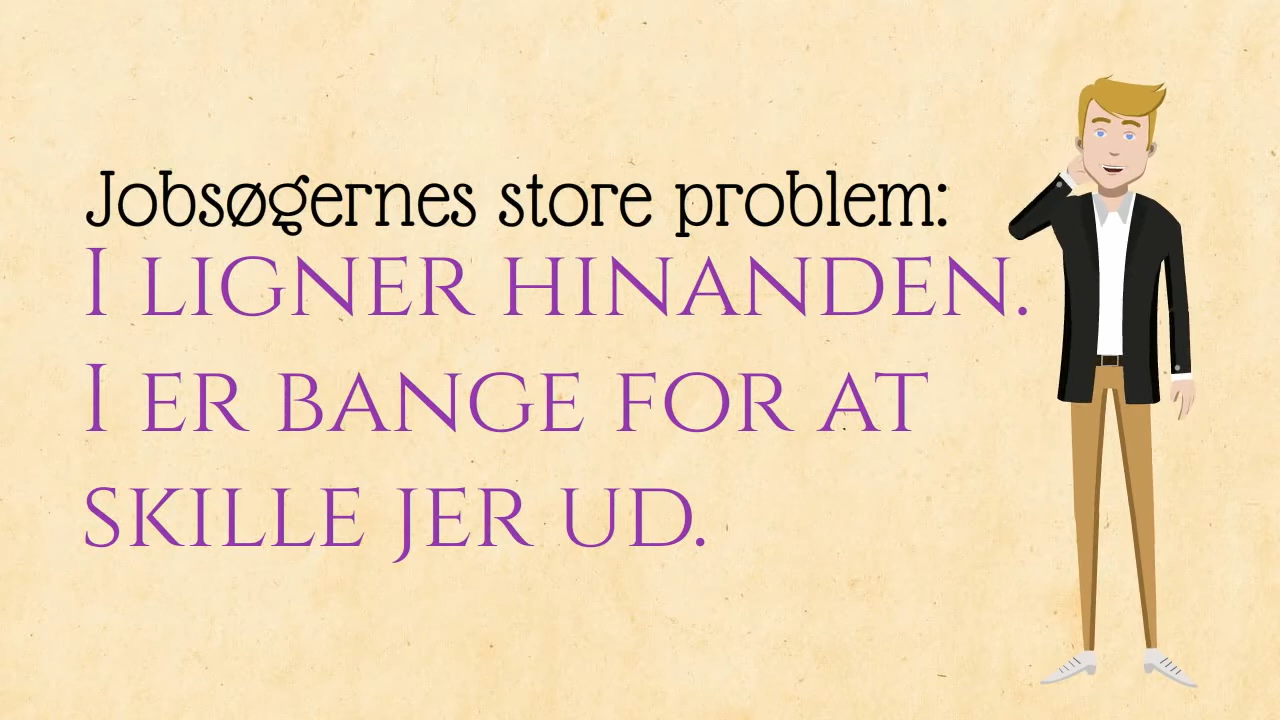 Jobsøgernes store problem:
I LIGNER HINANDEN.
I ER BANGE FOR AT
SKILLE JER UD.